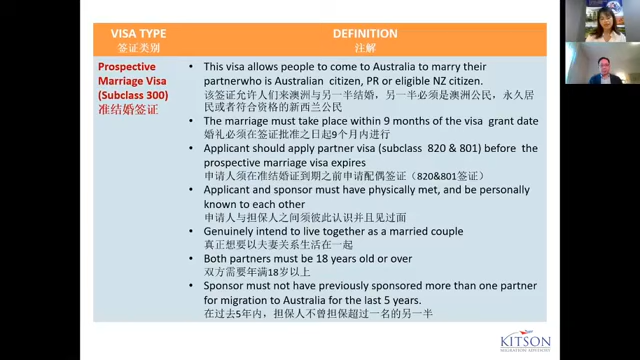 VISA TYPE
签证类别
DEFINITION
注解
Prospective
Marriage Visa
(Subclass 300)
准结婚签证
• This visa allows people to come to Australia to marry their
partnerwho is Australian citizen, PR or eligible NZ citizen.
该签证允许人们来澳洲与另一半结婚，另一半必须是澳洲公民，永久居
民或者符合资格的新西兰公民
• The marriage must take place within 9 months of the visa grant date
婚礼必须在签证批准之日起9个月内进行
• Applicant should apply partner visa (subclass 820 & 801) before the
prospective marriage visa expires
申请人须在准结婚证到期之前申请配偶签证（820&801签证）
• Applicant and sponsor must have physically met, and be personally
known to each other
申请人与担保人之间须彼此认识并且见过面
• Genuinely intend to live together as a married couple
真正想要以夫妻关系生活在一起
• Both partners must be 18 years old or over
双方需要年满18岁以上
• Sponsor must not have previously sponsored more than one partner
for migration to Australia for the last 5 years.
在过去5年内，担保人不曾担保超过一名的另一半
KITSON
MIGRATION ADVISORY